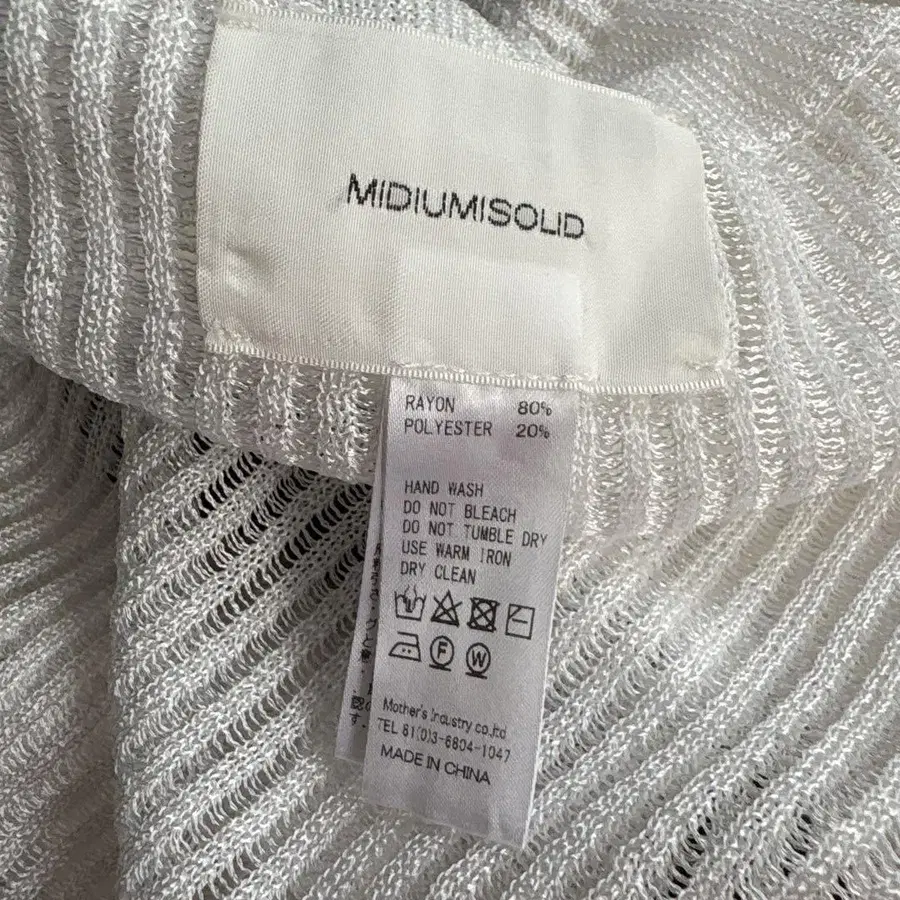 MIDIUMISOLID
RAYON 80%
POLYESTER 20%
HAND WASH
DO NOT BLEACH
DO NOT TUMBLE DRY
USE WARM IRON
DRY CLEAN
F W
Mother's Industry co.,ltd
TEL 81(0)3-6804-1047
MADE IN CHINA